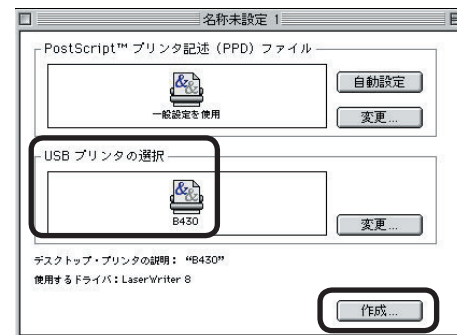 名称未設定 1
PostScript™ プリンタ記述（PPD）ファイル
自動設定
一般設定を使用
変更...
USB プリンタの選択
B430
変更...
デスクトップ・プリンタの説明： “B430”
使用するドライバ：LaserWriter 8
作成...